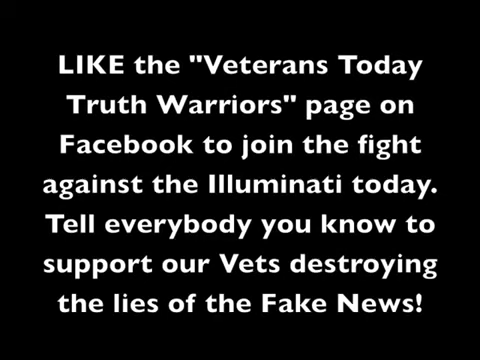 LIKE the "Veterans Today
Truth Warriors" page on
Facebook to join the fight
against the Illuminati today.
Tell everybody you know to
support our Vets destroying
the lies of the Fake News!